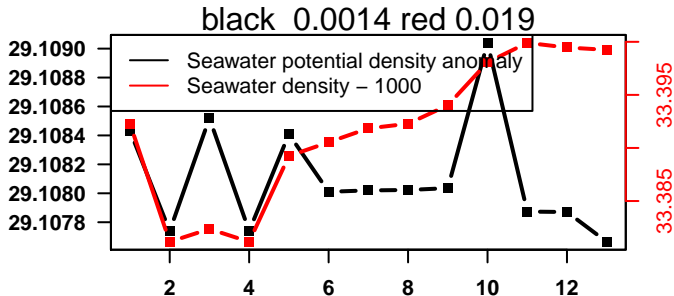 black 0.0014 red 0.019
Seawater potential density anomaly
Seawater density – 1000
29.1090
29.1088
29.1086
29.1084
29.1082
29.1080
29.1078
33.395
33.385
2 4 6 8 10 12